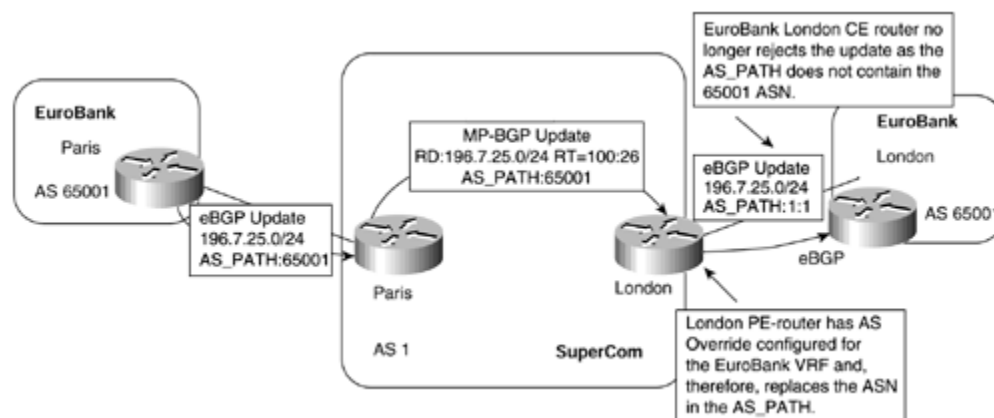 EuroBank London CE router no
longer rejects the update as the
AS_PATH does not contain the
65001 ASN.
EuroBank
Paris
AS 65001
eBGP Update
196.7.25.0/24
AS_PATH:65001
MP-BGP Update
RD:196.7.25.0/24 RT=100:26
AS_PATH:65001
Paris
AS 1
SuperCom
London
eBGP Update
196.7.25.0/24
AS_PATH:1:1
EuroBank
London
AS 65001
eBGP
London PE-router has AS
Override configured for
the EuroBank VRF and,
therefore, replaces the ASN
in the AS_PATH.